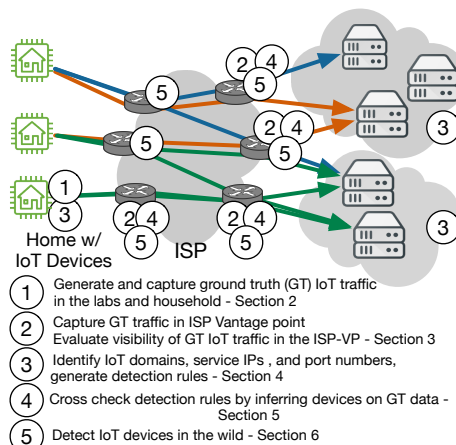 2 4
5
5
3
2 4
5
5
1
3
2 4
5
2 4
5
3
Home w/
IoT Devices
ISP
1 Generate and capture ground truth (GT) IoT traffic
in the labs and household - Section 2
2 Capture GT traffic in ISP Vantage point
Evaluate visibility of GT IoT traffic in the ISP-VP - Section 3
3 Identify IoT domains, service IPs , and port numbers,
generate detection rules - Section 4
4 Cross check detection rules by inferring devices on GT data -
Section 5
5 Detect IoT devices in the wild - Section 6